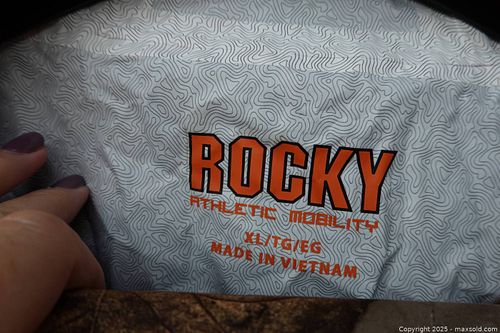 ROCKY
ATHLETIC MOBILITY
XL/TG/EG
MADE IN VIETNAM
Copyright 2025 - maxsold.com